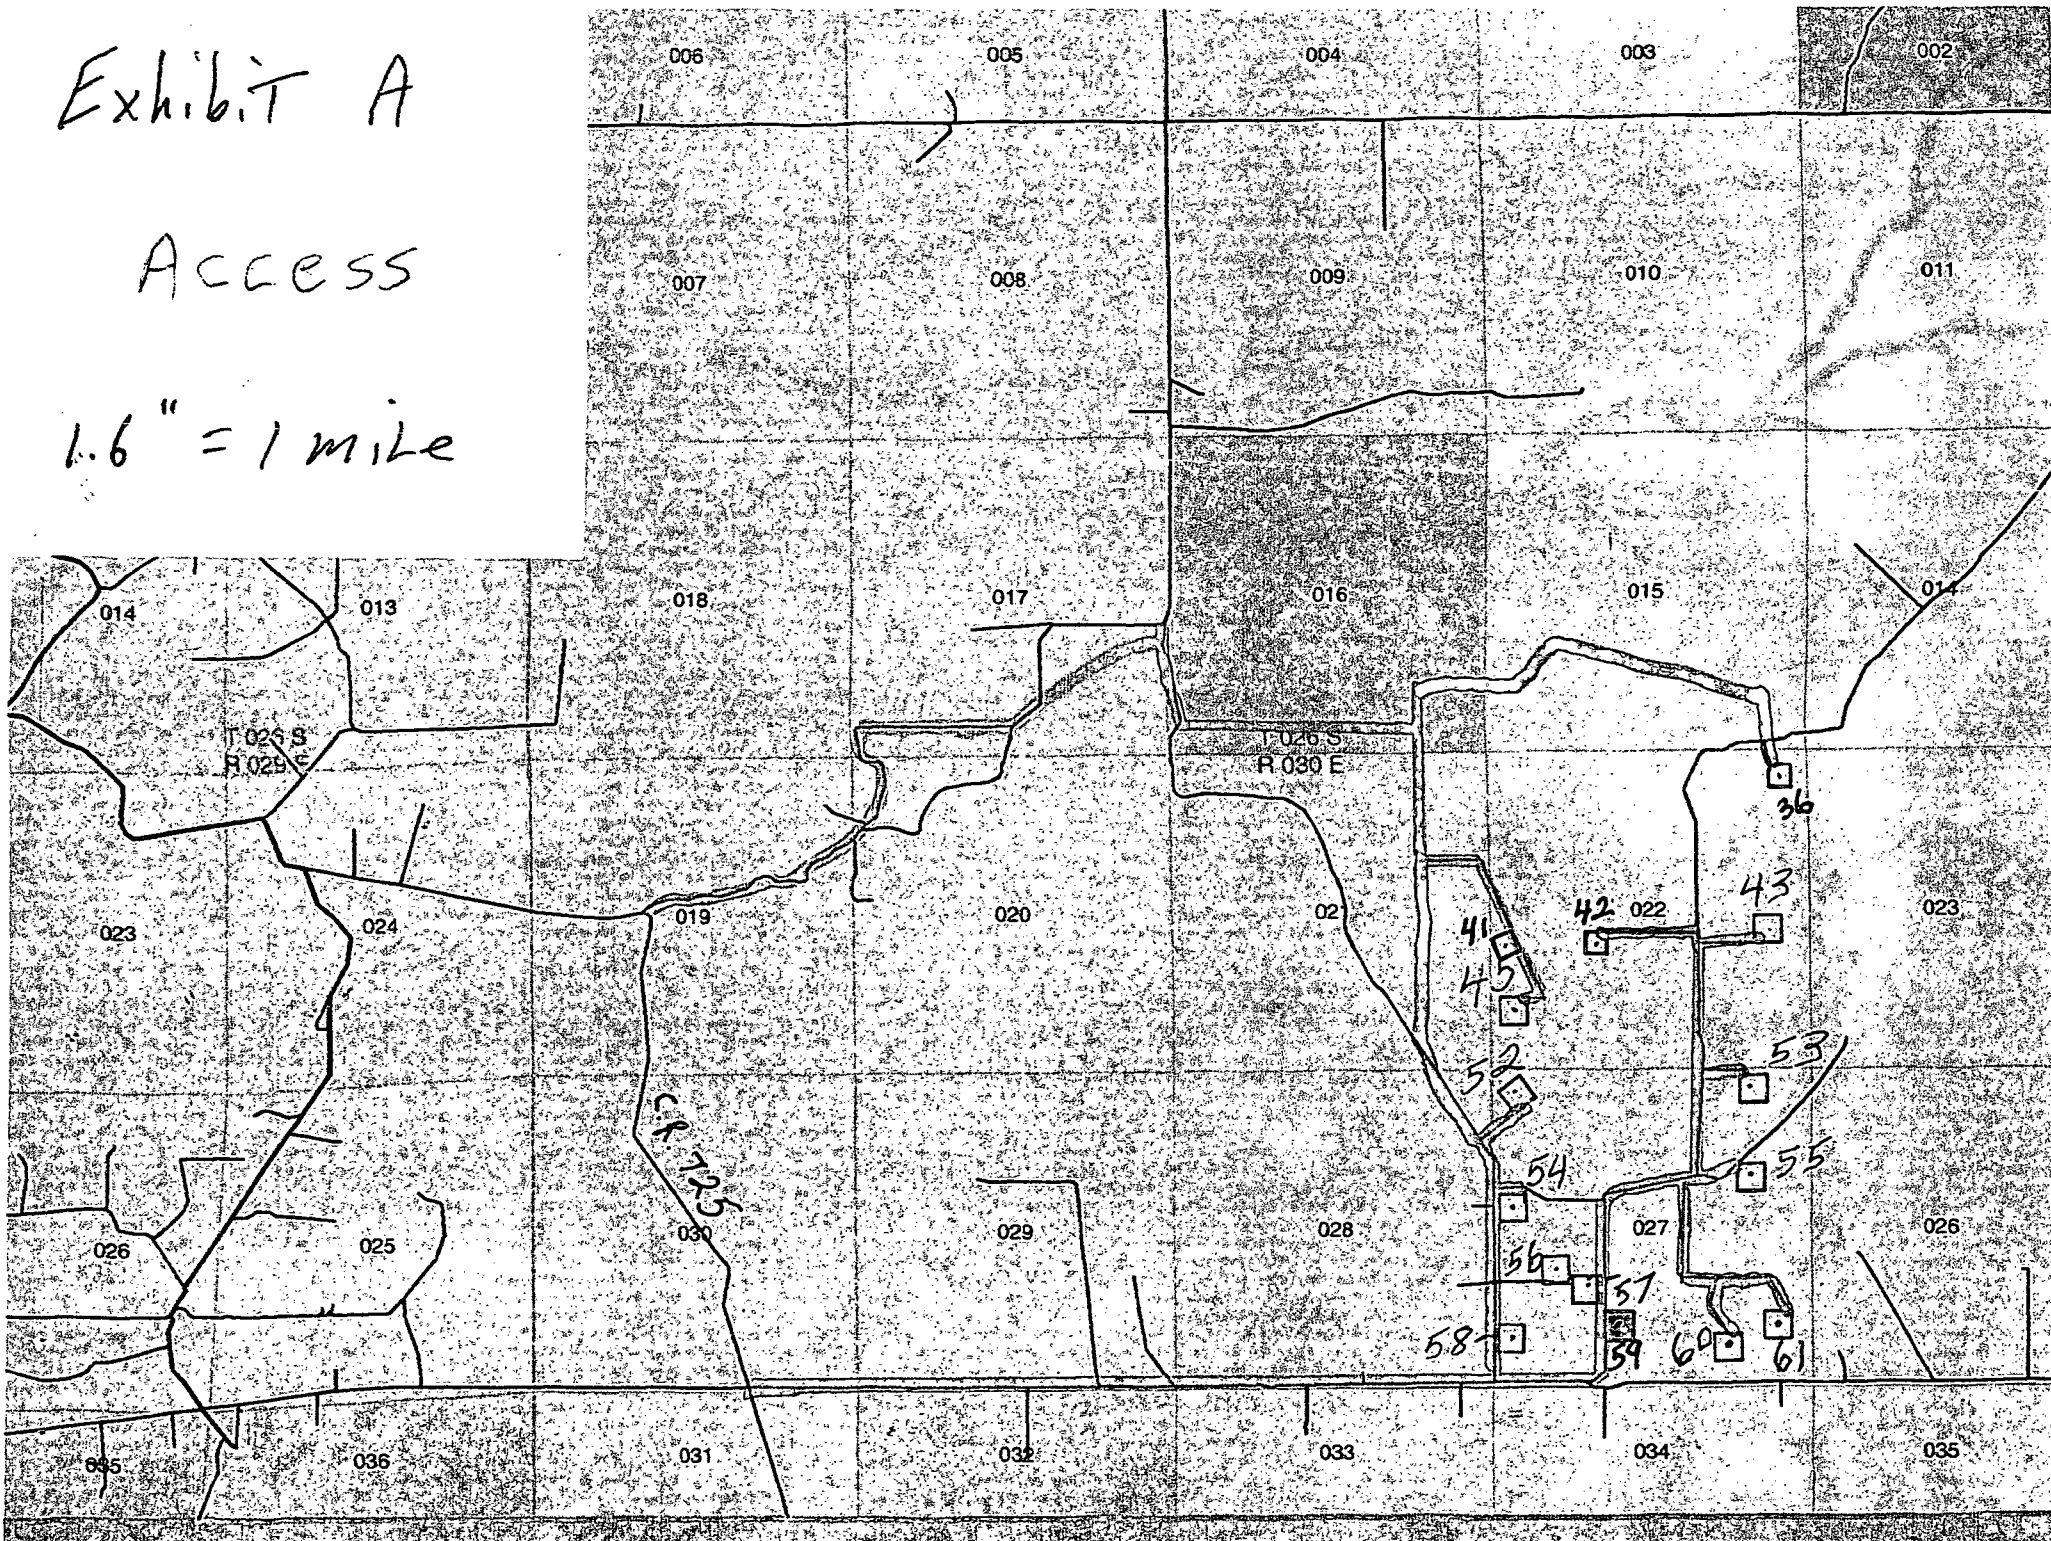 Exhibit A
Access
1.6" = 1 mile
006 005 004 003 002
007 008 009 010 011
014 013 018 017 016 015 014
T 026 S
R 029 E
T 026 S
R 030 E
36
43
023 024 019 020 021 42 022 023
41
45
52
53
C.R. 725
54 55
026 025 030 029 028 027 026
56
57
58 59 60 61
035 036 031 032 033 034 035